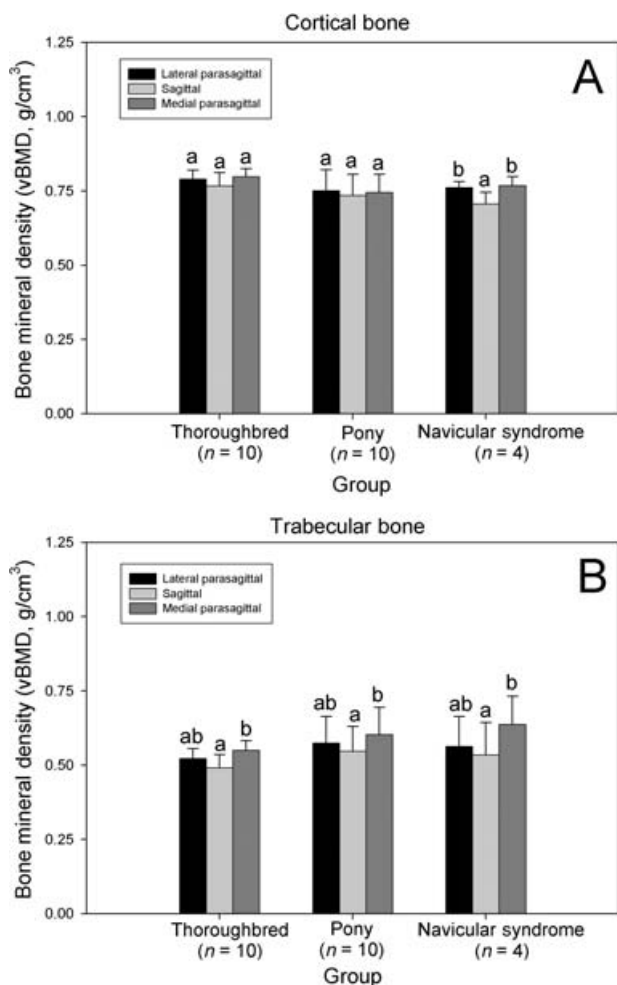 Cortical bone
A
Bone mineral density (vBMD, g/cm³)
1.25
1.00
0.75
0.50
0.25
0.00
Lateral parasagittal
Sagittal
Medial parasagittal
a a a
a a a
b a b
Thoroughbred
(n = 10)
Pony
(n = 10)
Navicular syndrome
(n = 4)
Group
Trabecular bone
B
Bone mineral density (vBMD, g/cm³)
1.25
1.00
0.75
0.50
0.25
0.00
Lateral parasagittal
Sagittal
Medial parasagittal
ab a b
ab a b
ab a b
Thoroughbred
(n = 10)
Pony
(n = 10)
Navicular syndrome
(n = 4)
Group